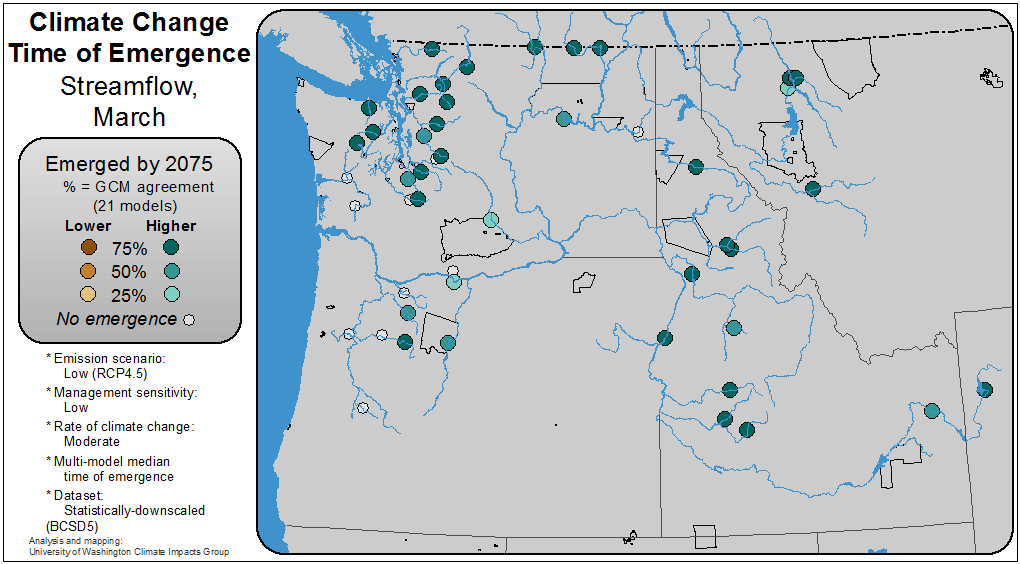 Climate Change
Time of Emergence
Streamflow,
March
Emerged by 2075
% = GCM agreement
(21 models)
Lower Higher
75%
50%
25%
No emergence
* Emission scenario:
Low (RCP4.5)
* Management sensitivity:
Low
* Rate of climate change:
Moderate
* Multi-model median
time of emergence
* Dataset:
Statistically-downscaled
(BCSD5)
Analysis and mapping:
University of Washington Climate Impacts Group